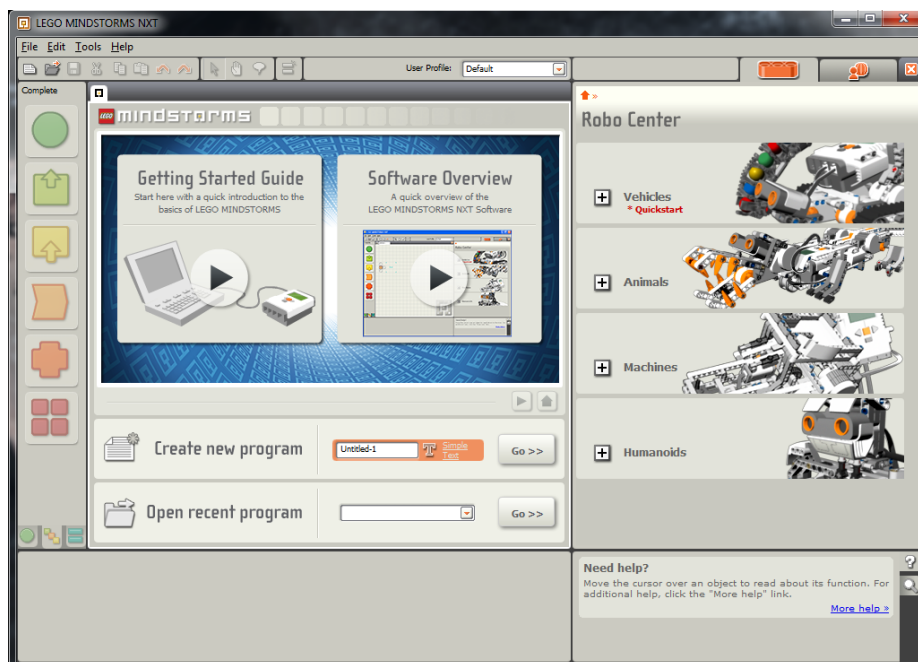 LEGO MINDSTORMS NXT
File Edit Tools Help
User Profile: Default
Complete
LEGO mindstorms
Getting Started Guide
Start here with a quick introduction to the
basics of LEGO MINDSTORMS
Software Overview
A quick overview of the
LEGO MINDSTORMS NXT Software
Create new program
Untitled-1
T Simple
Text
Go >>
Open recent program
Go >>
»
Robo Center
Vehicles
* Quickstart
Animals
Machines
Humanoids
Need help?
Move the cursor over an object to read about its function. For
additional help, click the "More help" link.
More help »
?